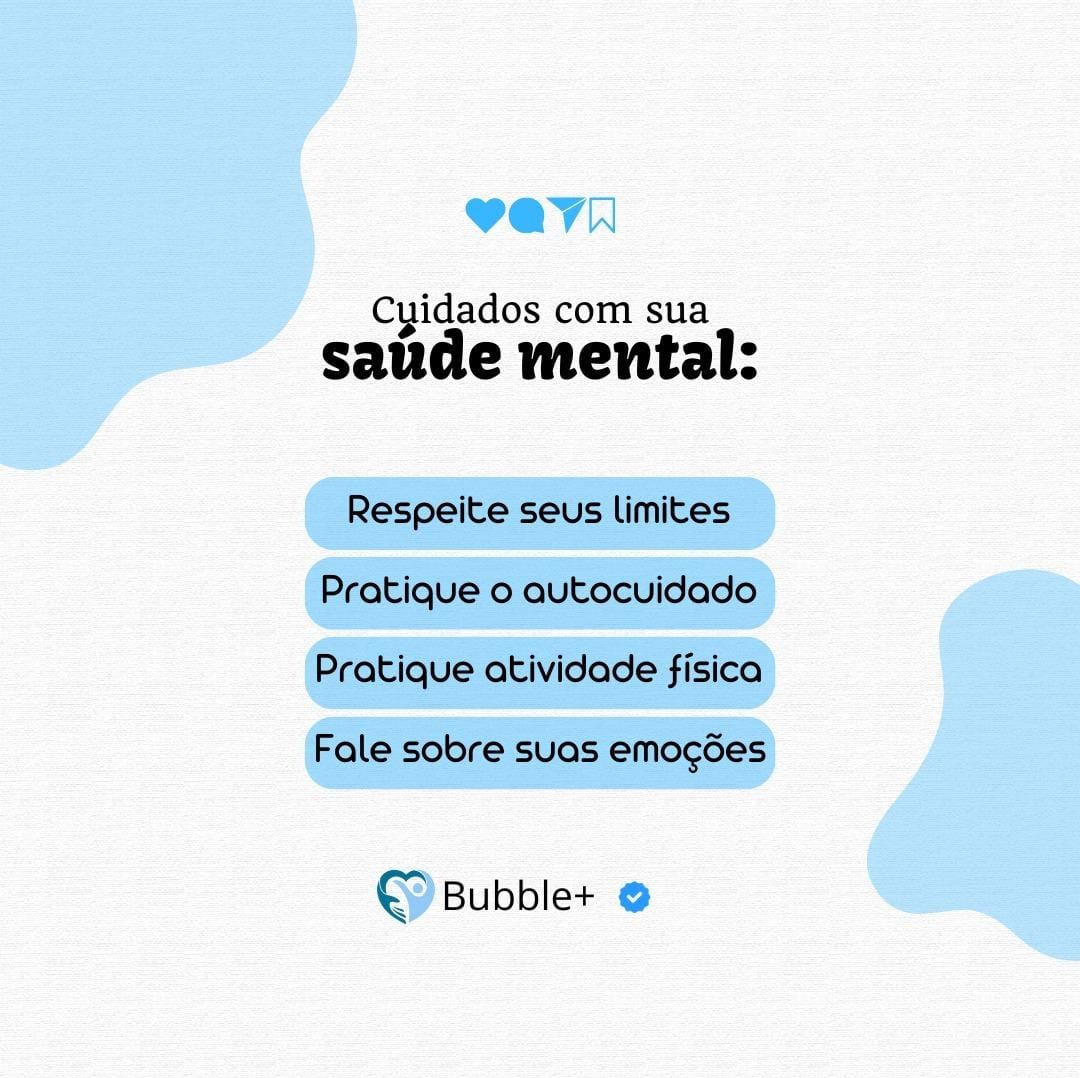 Cuidados com sua
saúde mental:
Respeite seus limites
Pratique o autocuidado
Pratique atividade física
Fale sobre suas emoções
Bubble+